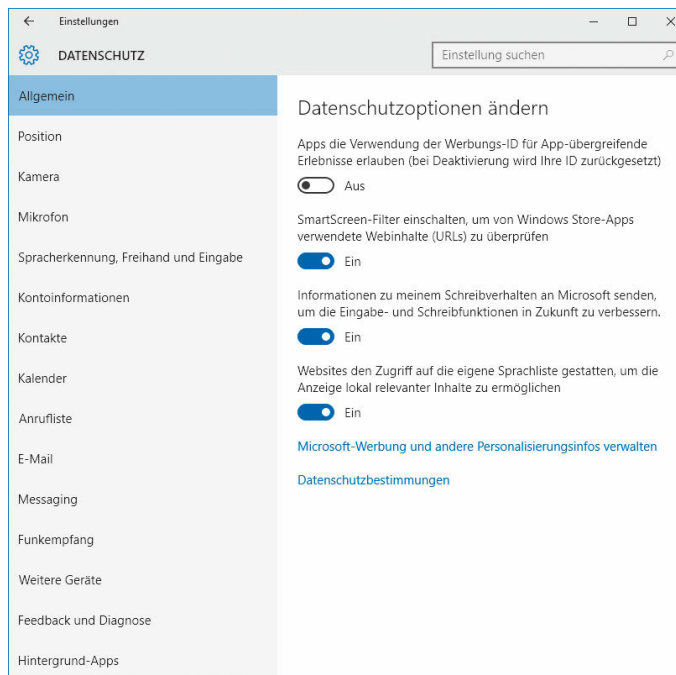 Einstellungen
DATENSCHUTZ
Einstellung suchen
Allgemein
Position
Kamera
Mikrofon
Spracherkennung, Freihand und Eingabe
Kontoinformationen
Kontakte
Kalender
Anrufliste
E-Mail
Messaging
Funkempfang
Weitere Geräte
Feedback und Diagnose
Hintergrund-Apps
Datenschutzoptionen ändern
Apps die Verwendung der Werbungs-ID für App-übergreifende
Erlebnisse erlauben (bei Deaktivierung wird Ihre ID zurückgesetzt)
Aus
SmartScreen-Filter einschalten, um von Windows Store-Apps
verwendete Webinhalte (URLs) zu überprüfen
Ein
Informationen zu meinem Schreibverhalten an Microsoft senden,
um die Eingabe- und Schreibfunktionen in Zukunft zu verbessern.
Ein
Websites den Zugriff auf die eigene Sprachliste gestatten, um die
Anzeige lokal relevanter Inhalte zu ermöglichen
Ein
Microsoft-Werbung und andere Personalisierungsinfos verwalten
Datenschutzbestimmungen